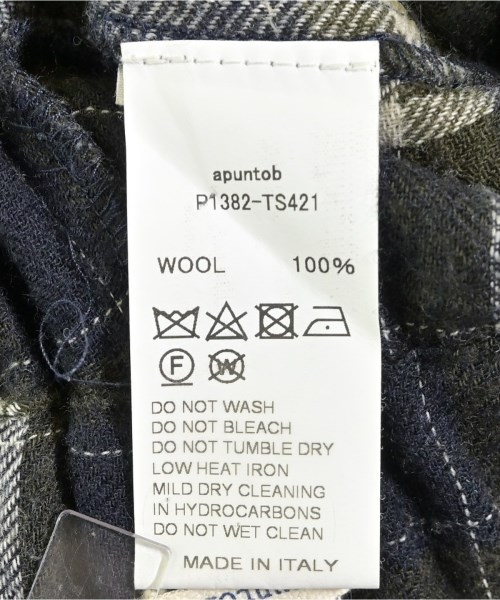 apuntob
P1382-TS421
WOOL 100%
F W
DO NOT WASH
DO NOT BLEACH
DO NOT TUMBLE DRY
LOW HEAT IRON
MILD DRY CLEANING
IN HYDROCARBONS
DO NOT WET CLEAN
MADE IN ITALY